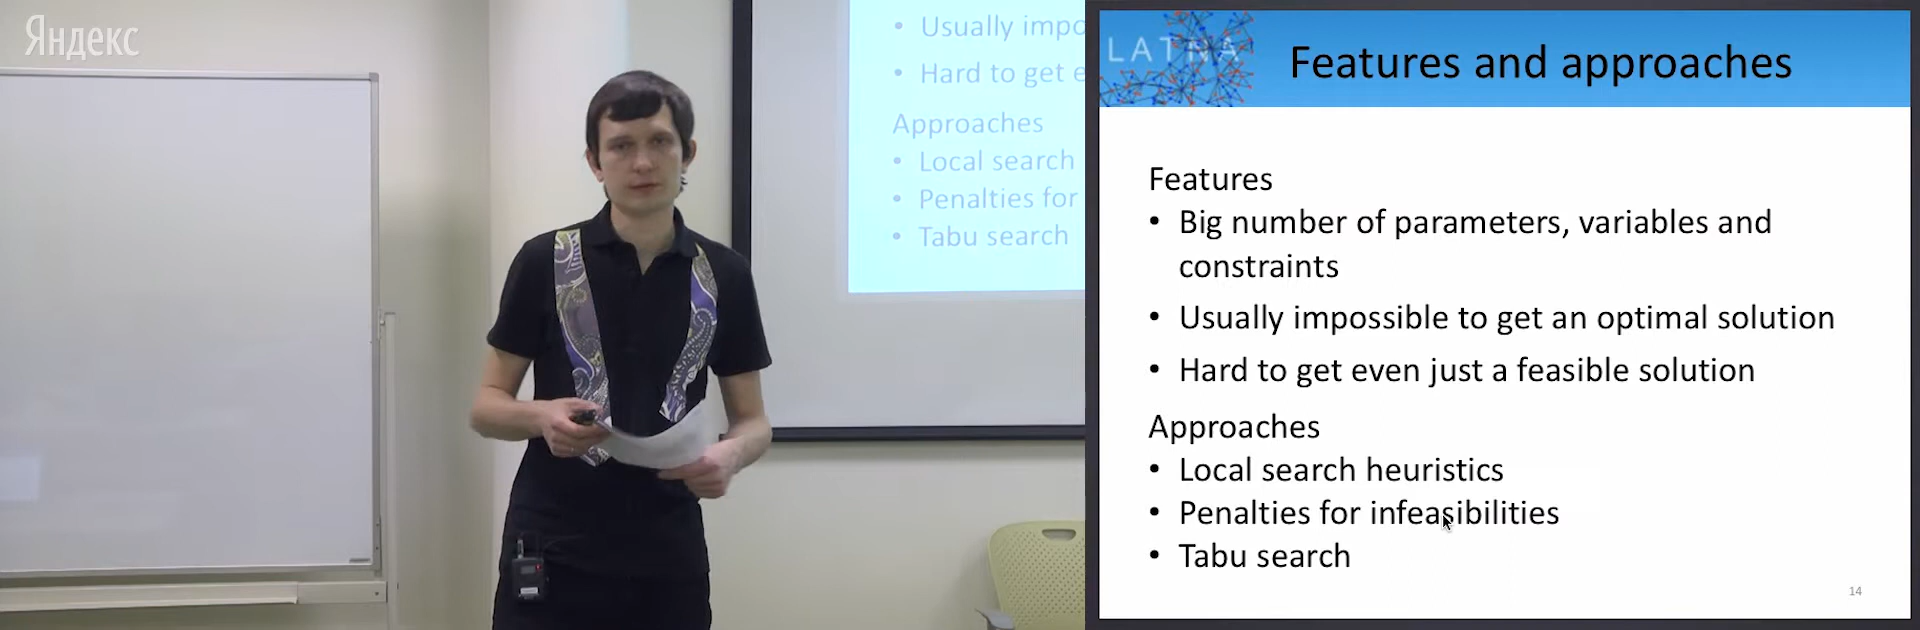 Яндекс
Usually impo
Hard to get e
Approaches
Local search
Penalties for
Tabu search
LATNA
Features and approaches
Features
• Big number of parameters, variables and
constraints
• Usually impossible to get an optimal solution
• Hard to get even just a feasible solution
Approaches
• Local search heuristics
• Penalties for infeasibilities
• Tabu search
14